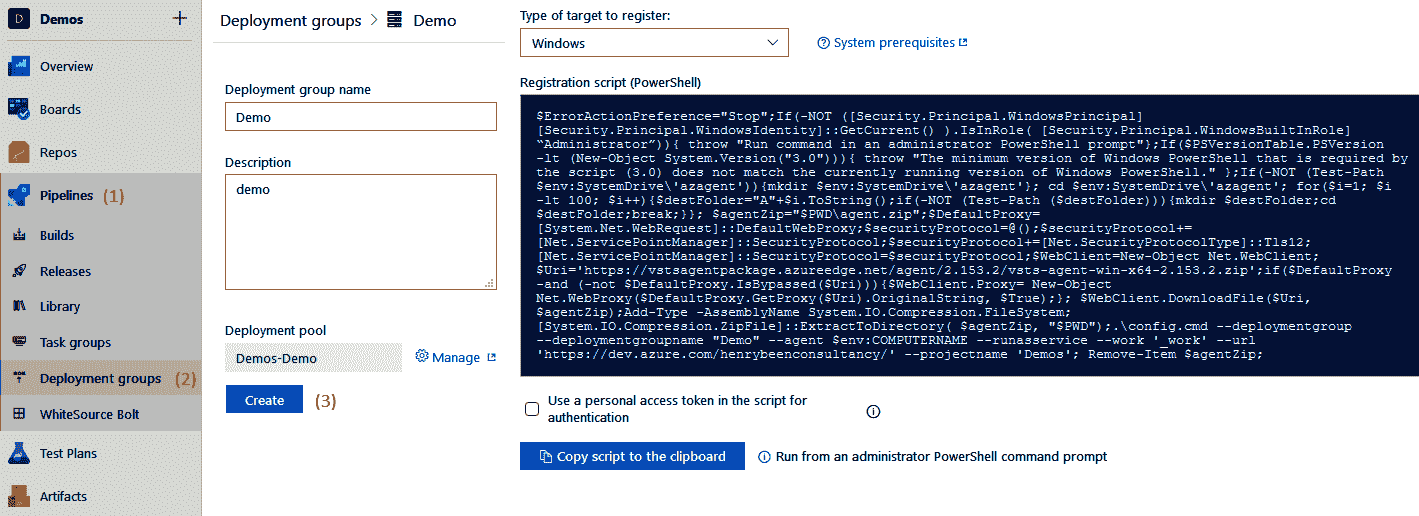 D Demos +
Overview
Boards
Repos
Pipelines (1)
Builds
Releases
Library
Task groups
Deployment groups (2)
WhiteSource Bolt
Test Plans
Artifacts
Deployment groups > Demo
Deployment group name
Demo
Description
demo
Deployment pool
Demos-Demo
Manage
Create (3)
Type of target to register:
Windows
System prerequisites
Registration script (PowerShell)
$ErrorActionPreference="Stop";If(-NOT ([Security.Principal.WindowsPrincipal]
[Security.Principal.WindowsIdentity]::GetCurrent() ).IsInRole( [Security.Principal.WindowsBuiltInRole]
“Administrator”)){ throw "Run command in an administrator PowerShell prompt"};If($PSVersionTable.PSVersion
-lt (New-Object System.Version("3.0"))){ throw "The minimum version of Windows PowerShell that is required by
the script (3.0) does not match the currently running version of Windows PowerShell." };If(-NOT (Test-Path
$env:SystemDrive\'azagent')){mkdir $env:SystemDrive\'azagent'}; cd $env:SystemDrive\'azagent'; for($i=1; $i
-lt 100; $i++){$destFolder="A"+$i.ToString();if(-NOT (Test-Path ($destFolder))){mkdir $destFolder;cd
$destFolder;break;}}; $agentZip="$PWD\agent.zip";$DefaultProxy=
[System.Net.WebRequest]::DefaultWebProxy;$securityProtocol=@();$securityProtocol+=
[Net.ServicePointManager]::SecurityProtocol;$securityProtocol+=[Net.SecurityProtocolType]::Tls12;
[Net.ServicePointManager]::SecurityProtocol=$securityProtocol;$WebClient=New-Object Net.WebClient;
$Uri='https://vstsagentpackage.azureedge.net/agent/2.153.2/vsts-agent-win-x64-2.153.2.zip';if($DefaultProxy
-and (-not $DefaultProxy.IsBypassed($Uri))){$WebClient.Proxy= New-Object
Net.WebProxy($DefaultProxy.GetProxy($Uri).OriginalString, $True);}; $WebClient.DownloadFile($Uri,
$agentZip);Add-Type -AssemblyName System.IO.Compression.FileSystem;
[System.IO.Compression.ZipFile]::ExtractToDirectory( $agentZip, "$PWD");.\config.cmd --deploymentgroup
--deploymentgroupname "Demo" --agent $env:COMPUTERNAME --runasservice --work '_work' --url
'https://dev.azure.com/henrybeenconsultancy/' --projectname 'Demos'; Remove-Item $agentZip;
Use a personal access token in the script for
authentication
Copy script to the clipboard
Run from an administrator PowerShell command prompt